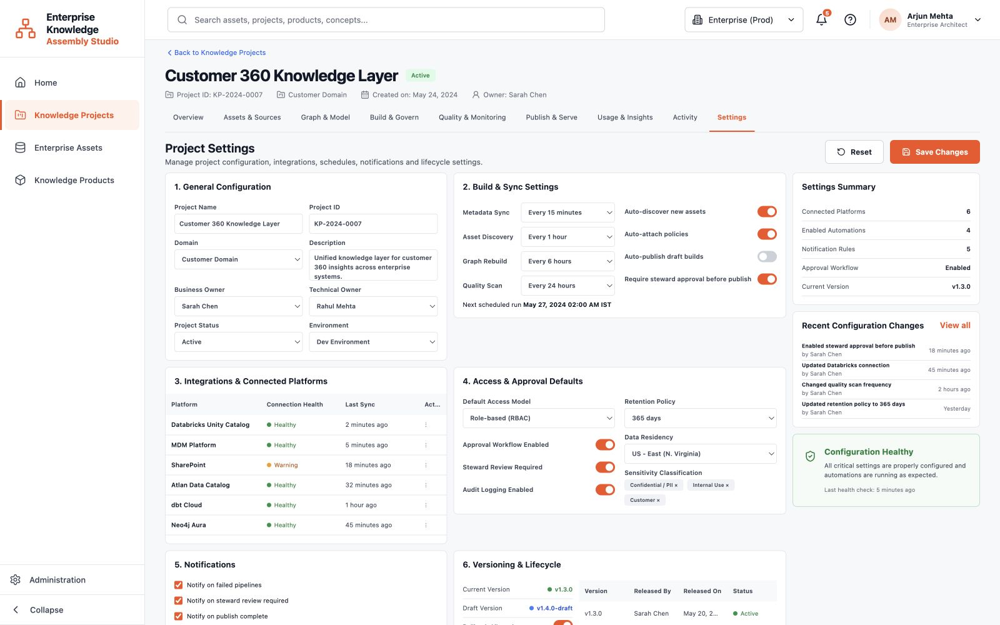 Enterprise
Knowledge
Assembly Studio
Search assets, projects, products, concepts...
Enterprise (Prod)
5
AM
Arjun Mehta
Enterprise Architect
Home
Knowledge Projects
Enterprise Assets
Knowledge Products
Administration
Collapse
Back to Knowledge Projects
Customer 360 Knowledge Layer
Active
Project ID: KP-2024-0007
Customer Domain
Created on: May 24, 2024
Owner: Sarah Chen
Overview
Assets & Sources
Graph & Model
Build & Govern
Quality & Monitoring
Publish & Serve
Usage & Insights
Activity
Settings
Project Settings
Manage project configuration, integrations, schedules, notifications and lifecycle settings.
Reset
Save Changes
1. General Configuration
Project Name
Project ID
Customer 360 Knowledge Layer
KP-2024-0007
Domain
Description
Customer Domain
Unified knowledge layer for customer
360 insights across enterprise
systems.
Business Owner
Technical Owner
Sarah Chen
Rahul Mehta
Project Status
Environment
Active
Dev Environment
2. Build & Sync Settings
Metadata Sync
Every 15 minutes
Asset Discovery
Every 1 hour
Graph Rebuild
Every 6 hours
Quality Scan
Every 24 hours
Next scheduled run May 27, 2024 02:00 AM IST
Auto-discover new assets
Auto-attach policies
Auto-publish draft builds
Require steward approval before publish
Settings Summary
Connected Platforms 6
Enabled Automations 4
Notification Rules 5
Approval Workflow Enabled
Current Version v1.3.0
Recent Configuration Changes
View all
Enabled steward approval before publish
by Sarah Chen
18 minutes ago
Updated Databricks connection
by Sarah Chen
45 minutes ago
Changed quality scan frequency
by Sarah Chen
2 hours ago
Updated retention policy to 365 days
by Sarah Chen
Yesterday
Configuration Healthy
All critical settings are properly configured and
automations are running as expected.
Last health check: 5 minutes ago
3. Integrations & Connected Platforms
Platform Connection Health Last Sync Act...
Databricks Unity Catalog Healthy 2 minutes ago
MDM Platform Healthy 5 minutes ago
SharePoint Warning 18 minutes ago
Atlan Data Catalog Healthy 32 minutes ago
dbt Cloud Healthy 1 hour ago
Neo4j Aura Healthy 45 minutes ago
4. Access & Approval Defaults
Default Access Model
Role-based (RBAC)
Approval Workflow Enabled
Steward Review Required
Audit Logging Enabled
Retention Policy
365 days
Data Residency
US - East (N. Virginia)
Sensitivity Classification
Confidential / PII ×
Internal Use ×
Customer ×
5. Notifications
Notify on failed pipelines
Notify on steward review required
Notify on publish complete
6. Versioning & Lifecycle
Current Version v1.3.0
Draft Version v1.4.0-draft
Version Released By Released On Status
v1.3.0 Sarah Chen May 20, 2... Active